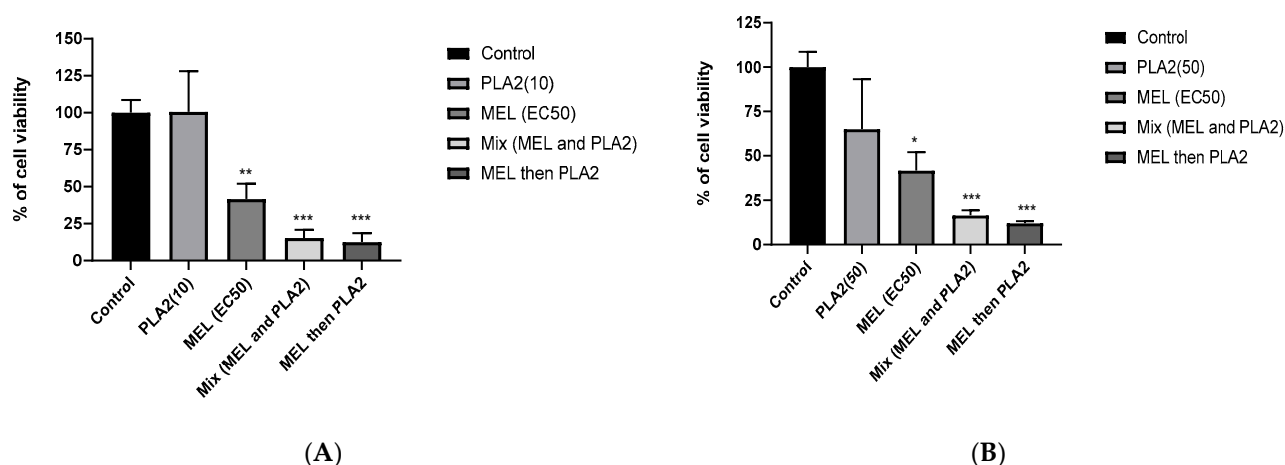 150
125
100
75
50
25
0
% of cell viability
**
***
***
Control
PLA2(10)
MEL (EC50)
Mix (MEL and PLA2)
MEL then PLA2
Control
PLA2(10)
MEL (EC50)
Mix (MEL and PLA2)
MEL then PLA2
(A)
125
100
75
50
25
0
% of cell viability
*
***
***
Control
PLA2(50)
MEL (EC50)
Mix (MEL and PLA2)
MEL then PLA2
Control
PLA2(50)
MEL (EC50)
Mix (MEL and PLA2)
MEL then PLA2
(B)